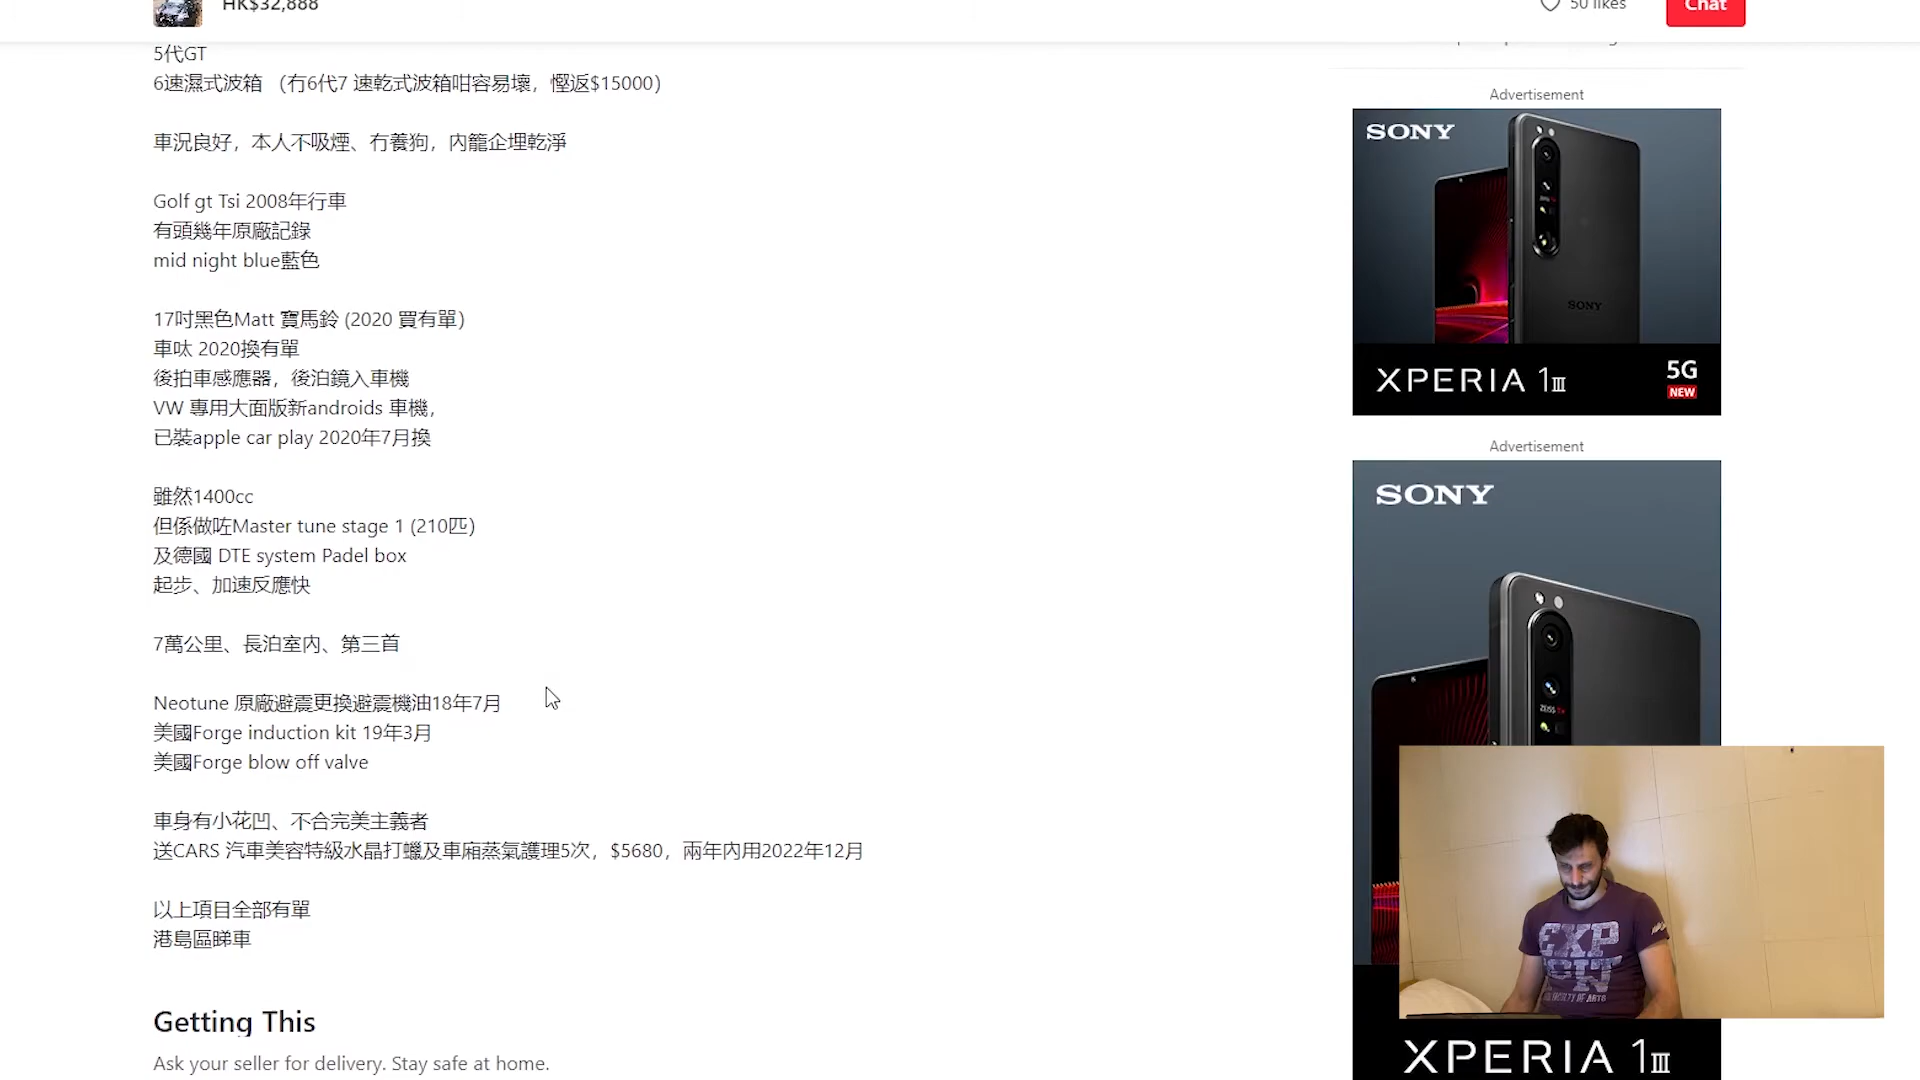 HK$32,888
50 likes
Chat
5代GT
6速濕式波箱 （冇6代7 速乾式波箱咁容易壞，慳返$15000）
車況良好，本人不吸煙、冇養狗，內籠企埋乾淨
Golf gt Tsi 2008年行車
有頭幾年原廠記錄
mid night blue藍色
17吋黑色Matt 寶馬鈴 (2020 買有單)
車呔 2020換有單
後拍車感應器，後泊鏡入車機
VW 專用大面版新androids 車機，
已裝apple car play 2020年7月換
雖然1400cc
但係做咗Master tune stage 1 (210匹)
及德國 DTE system Padel box
起步、加速反應快
7萬公里、長泊室內、第三首
Neotune 原廠避震更換避震機油18年7月
美國Forge induction kit 19年3月
美國Forge blow off valve
車身有小花凹、不合完美主義者
送CARS 汽車美容特級水晶打蠟及車廂蒸氣護理5次，$5680，兩年內用2022年12月
以上項目全部有單
港島區睇車
Getting This
Ask your seller for delivery. Stay safe at home.
Advertisement
SONY
SONY
XPERIA 1III
5G
NEW
Advertisement
SONY
ZEISS
EXP
FACULTY OF ARTS
XPERIA 1III